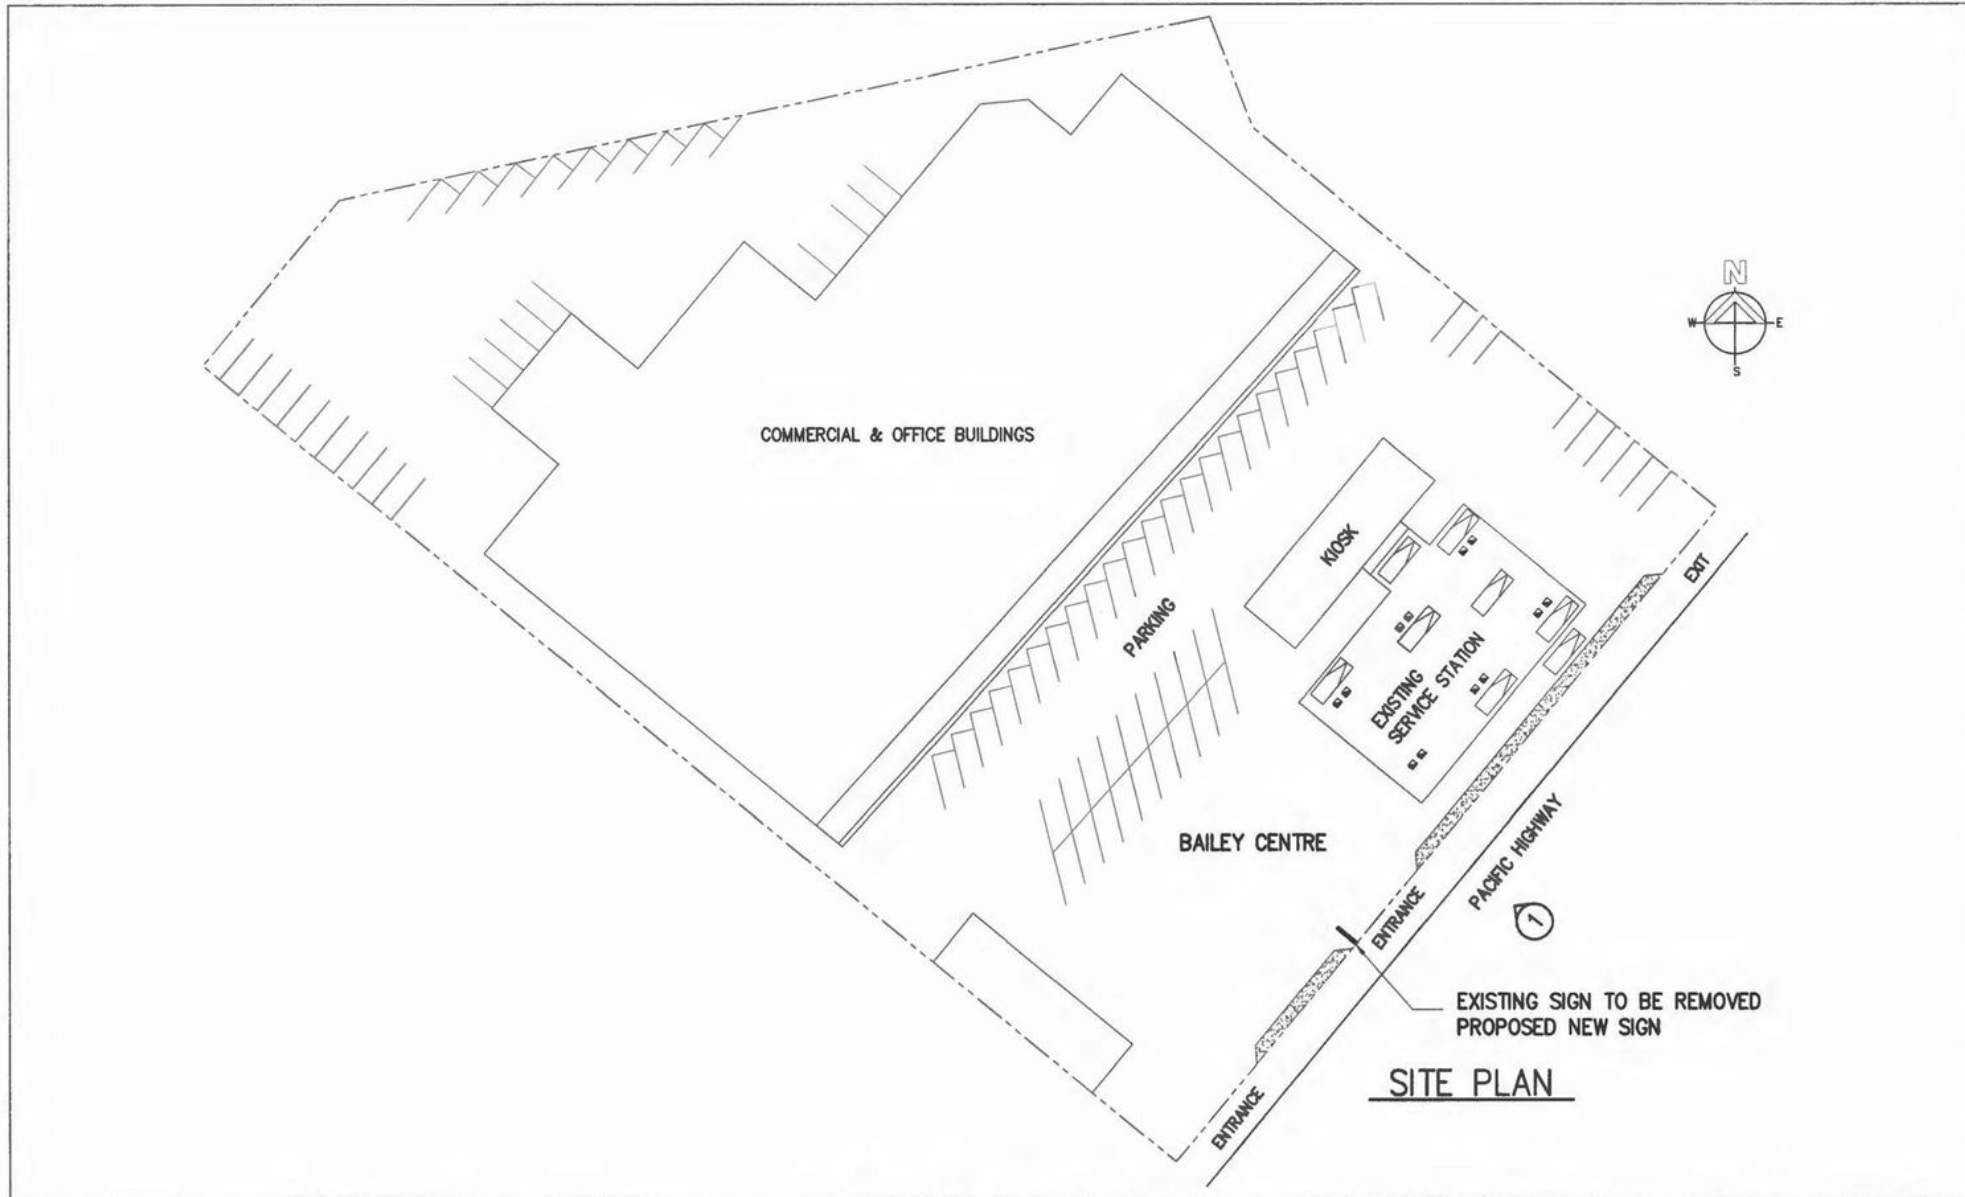 N
W
E
S
COMMERCIAL & OFFICE BUILDINGS
KIOSK
EXIT
PARKING
EXISTING
SERVICE STATION
BAILEY CENTRE
PACIFIC HIGHWAY
ENTRANCE
1
EXISTING SIGN TO BE REMOVED
PROPOSED NEW SIGN
SITE PLAN
ENTRANCE